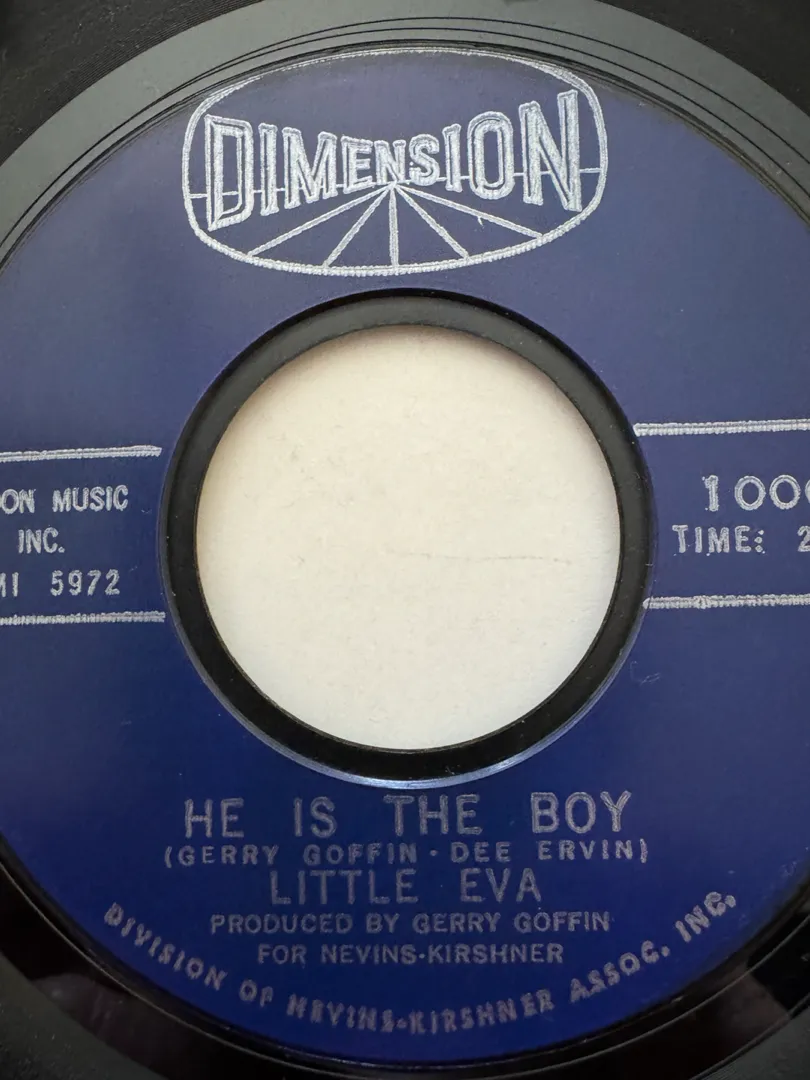 DIMENSION
ON MUSIC
INC.
5972
100
TIME: 2
HE IS THE BOY
(GERRY GOFFIN · DEE ERVIN)
LITTLE EVA
PRODUCED BY GERRY GOFFIN
FOR NEVINS-KIRSHNER
DIVISION OF NEVINS-KIRSHNER ASSOC. INC.